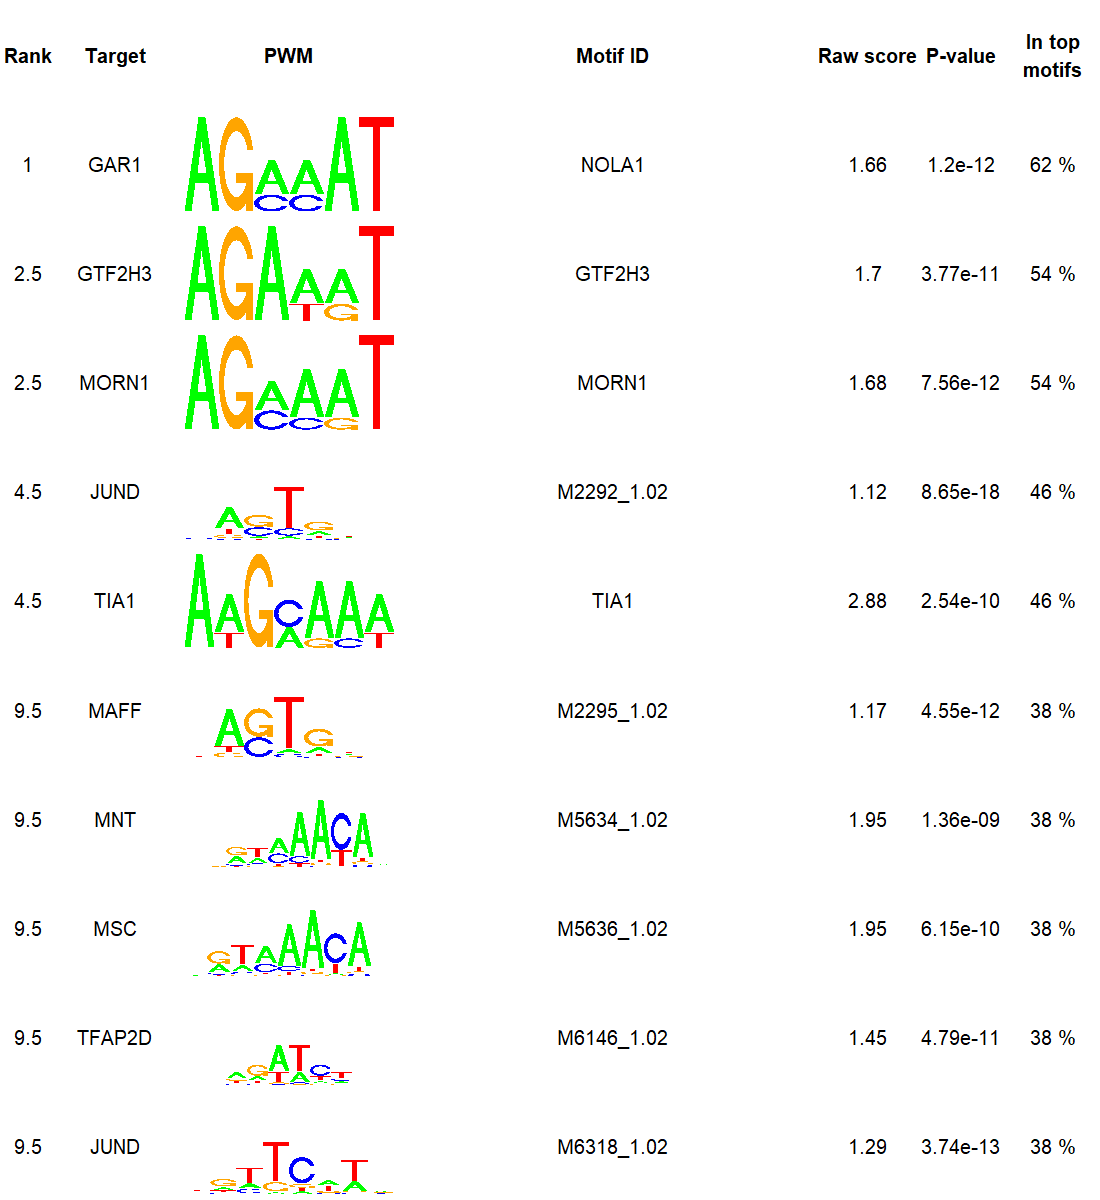 Rank Target PWM Motif ID Raw score P-value In top motifs
1 GAR1 NOLA1 1.66 1.2e-12 62 %
2.5 GTF2H3 GTF2H3 1.7 3.77e-11 54 %
2.5 MORN1 MORN1 1.68 7.56e-12 54 %
4.5 JUND M2292_1.02 1.12 8.65e-18 46 %
4.5 TIA1 TIA1 2.88 2.54e-10 46 %
9.5 MAFF M2295_1.02 1.17 4.55e-12 38 %
9.5 MNT M5634_1.02 1.95 1.36e-09 38 %
9.5 MSC M5636_1.02 1.95 6.15e-10 38 %
9.5 TFAP2D M6146_1.02 1.45 4.79e-11 38 %
9.5 JUND M6318_1.02 1.29 3.74e-13 38 %